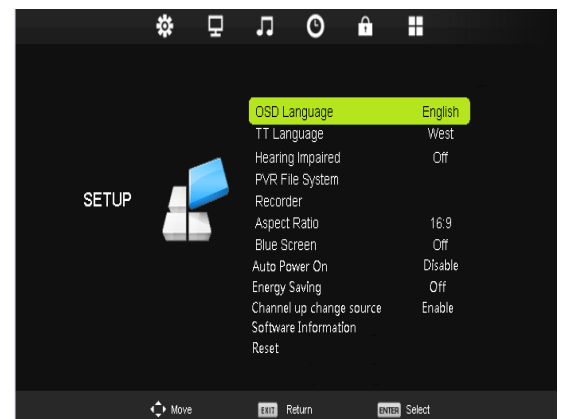 OSD Language English
TT Language West
Hearing Impaired Off
PVR File System
SETUP
Recorder
Aspect Ratio 16:9
Blue Screen Off
Auto Power On Disable
Energy Saving Off
Channel up change source Enable
Software Information
Reset
Move EXIT Return ENTER Select